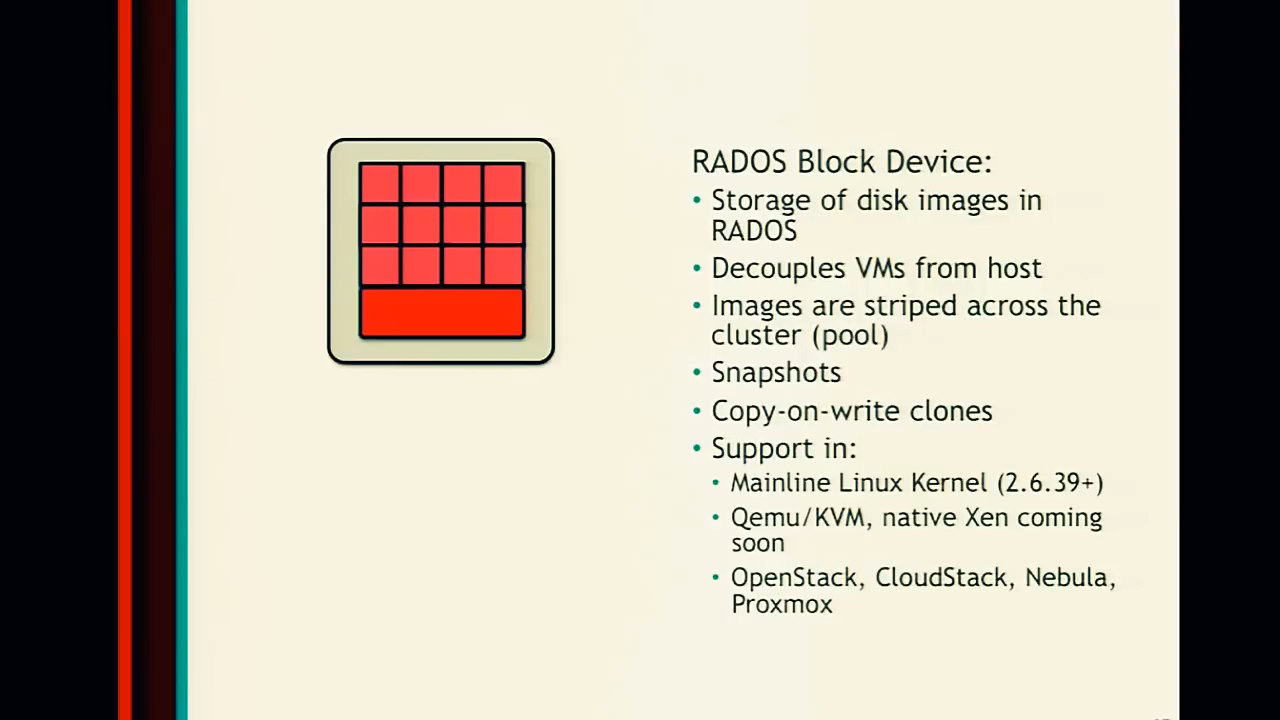 RADOS Block Device:
• Storage of disk images in
RADOS
• Decouples VMs from host
• Images are striped across the
cluster (pool)
• Snapshots
• Copy-on-write clones
• Support in:
• Mainline Linux Kernel (2.6.39+)
• Qemu/KVM, native Xen coming
soon
• OpenStack, CloudStack, Nebula,
Proxmox